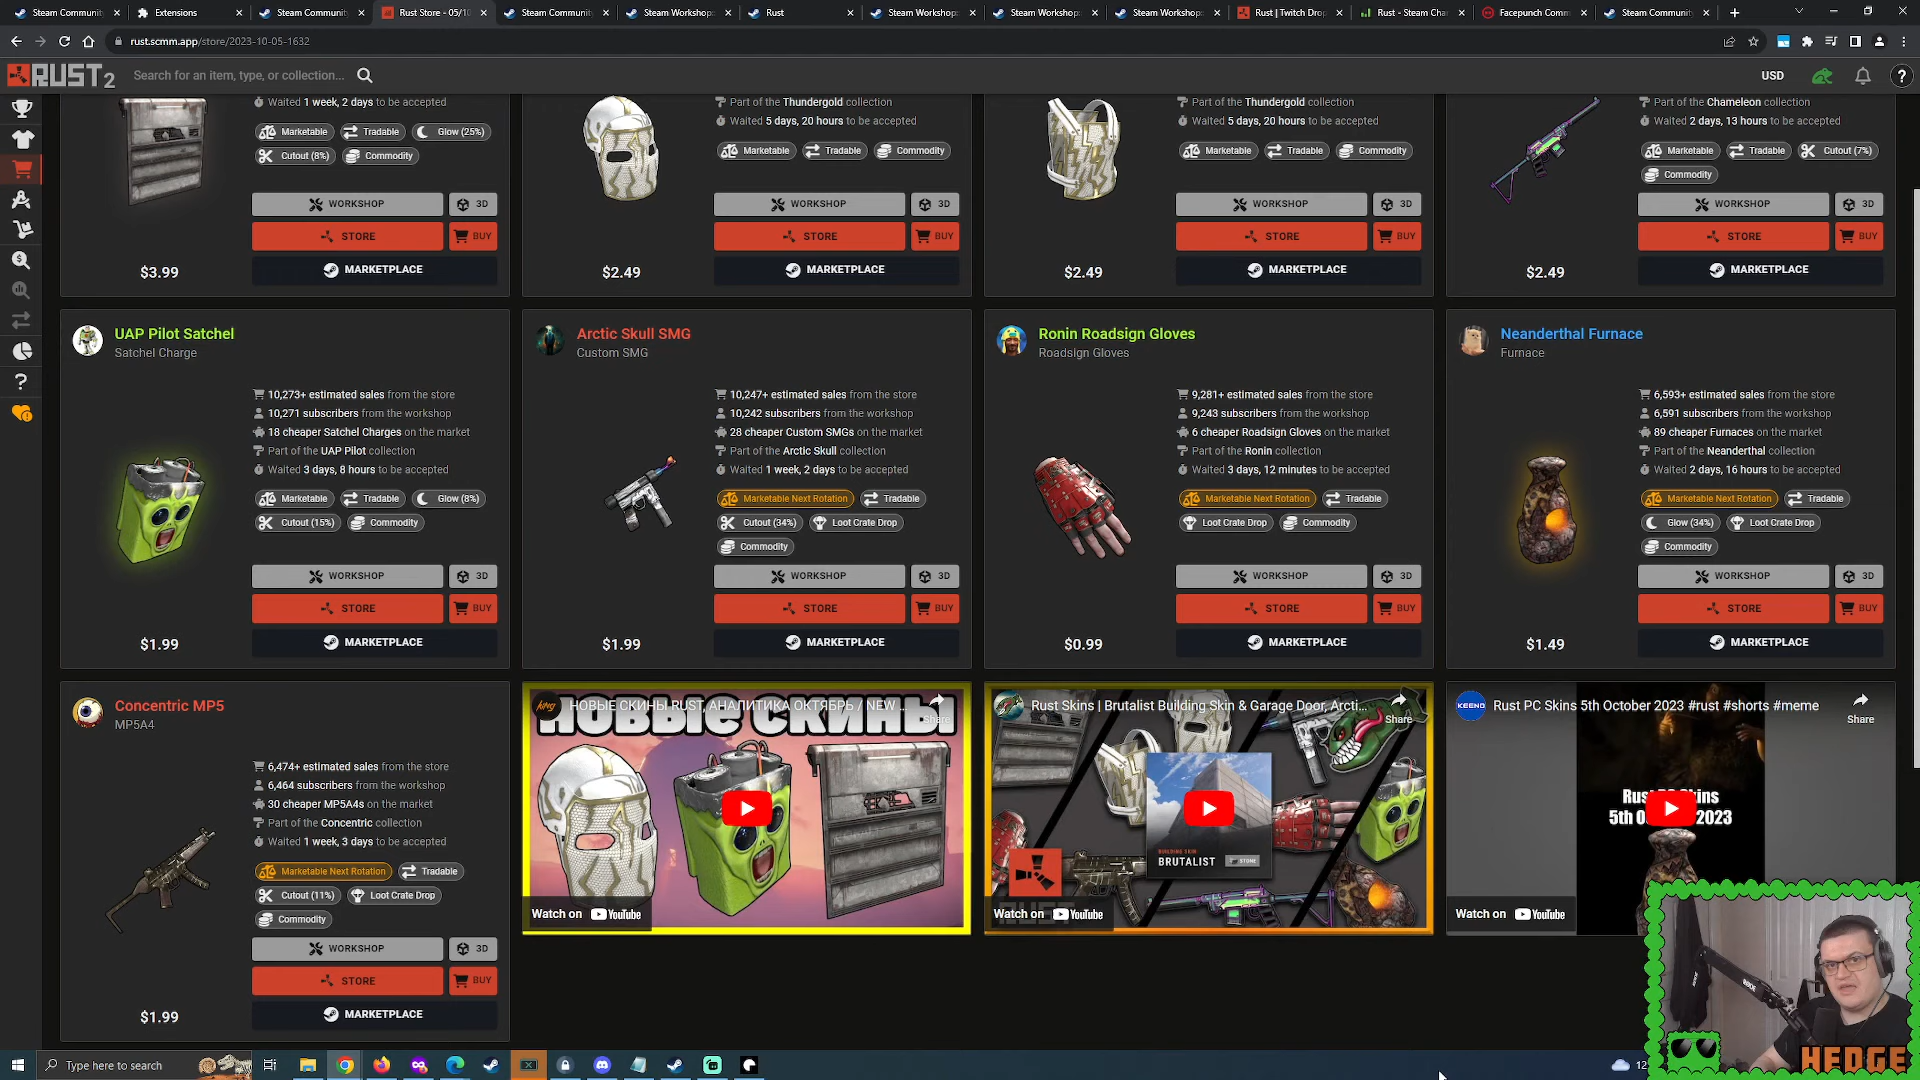 Steam Community
Extensions
Steam Community
Rust Store - 05/10
Steam Community
Steam Workshop:
Rust
Steam Workshop:
Steam Workshop:
Steam Workshop:
Rust | Twitch Drop
Rust - Steam Char
Facepunch Comm
Steam Community
rust.scmm.app/store/2023-10-05-1632
RUST2
Search for an item, type, or collection...
USD
Waited 1 week, 2 days to be accepted
Marketable
Tradable
Glow (25%)
Cutout (8%)
Commodity
WORKSHOP
3D
STORE
BUY
$3.99
MARKETPLACE
Part of the Thundergold collection
Waited 5 days, 20 hours to be accepted
Marketable
Tradable
Commodity
WORKSHOP
3D
STORE
BUY
$2.49
MARKETPLACE
Part of the Thundergold collection
Waited 5 days, 20 hours to be accepted
Marketable
Tradable
Commodity
WORKSHOP
3D
STORE
BUY
$2.49
MARKETPLACE
Part of the Chameleon collection
Waited 2 days, 13 hours to be accepted
Marketable
Tradable
Cutout (7%)
Commodity
WORKSHOP
3D
STORE
BUY
$2.49
MARKETPLACE
UAP Pilot Satchel
Satchel Charge
10,273+ estimated sales from the store
10,271 subscribers from the workshop
18 cheaper Satchel Charges on the market
Part of the UAP Pilot collection
Waited 3 days, 8 hours to be accepted
Marketable
Tradable
Glow (8%)
Cutout (15%)
Commodity
WORKSHOP
3D
STORE
BUY
$1.99
MARKETPLACE
Arctic Skull SMG
Custom SMG
10,247+ estimated sales from the store
10,242 subscribers from the workshop
28 cheaper Custom SMGs on the market
Part of the Arctic Skull collection
Waited 1 week, 2 days to be accepted
Marketable Next Rotation
Tradable
Cutout (34%)
Loot Crate Drop
Commodity
WORKSHOP
3D
STORE
BUY
$1.99
MARKETPLACE
Ronin Roadsign Gloves
Roadsign Gloves
9,281+ estimated sales from the store
9,243 subscribers from the workshop
6 cheaper Roadsign Gloves on the market
Part of the Ronin collection
Waited 3 days, 12 minutes to be accepted
Marketable Next Rotation
Tradable
Loot Crate Drop
Commodity
WORKSHOP
3D
STORE
BUY
$0.99
MARKETPLACE
Neanderthal Furnace
Furnace
6,593+ estimated sales from the store
6,591 subscribers from the workshop
89 cheaper Furnaces on the market
Part of the Neanderthal collection
Waited 2 days, 16 hours to be accepted
Marketable Next Rotation
Tradable
Glow (34%)
Loot Crate Drop
Commodity
WORKSHOP
3D
STORE
BUY
$1.49
MARKETPLACE
Concentric MP5
MP5A4
6,474+ estimated sales from the store
6,464 subscribers from the workshop
30 cheaper MP5A4s on the market
Part of the Concentric collection
Waited 1 week, 3 days to be accepted
Marketable Next Rotation
Tradable
Cutout (11%)
Loot Crate Drop
Commodity
WORKSHOP
3D
STORE
BUY
$1.99
MARKETPLACE
НОВЫЕ СКИНЫ RUST, АНАЛИТИКА ОКТЯБРЬ / NEW ...
Share
НОВЫЕ СКИНЫ
Watch on YouTube
Rust Skins | Brutalist Building Skin & Garage Door, Arcti...
Share
BUILDING SKIN
BRUTALIST
STONE
RUST
Watch on YouTube
KEENO
Rust PC Skins 5th October 2023 #rust #shorts #meme
Share
Watch on YouTube
RØDE
HEDGE
Type here to search